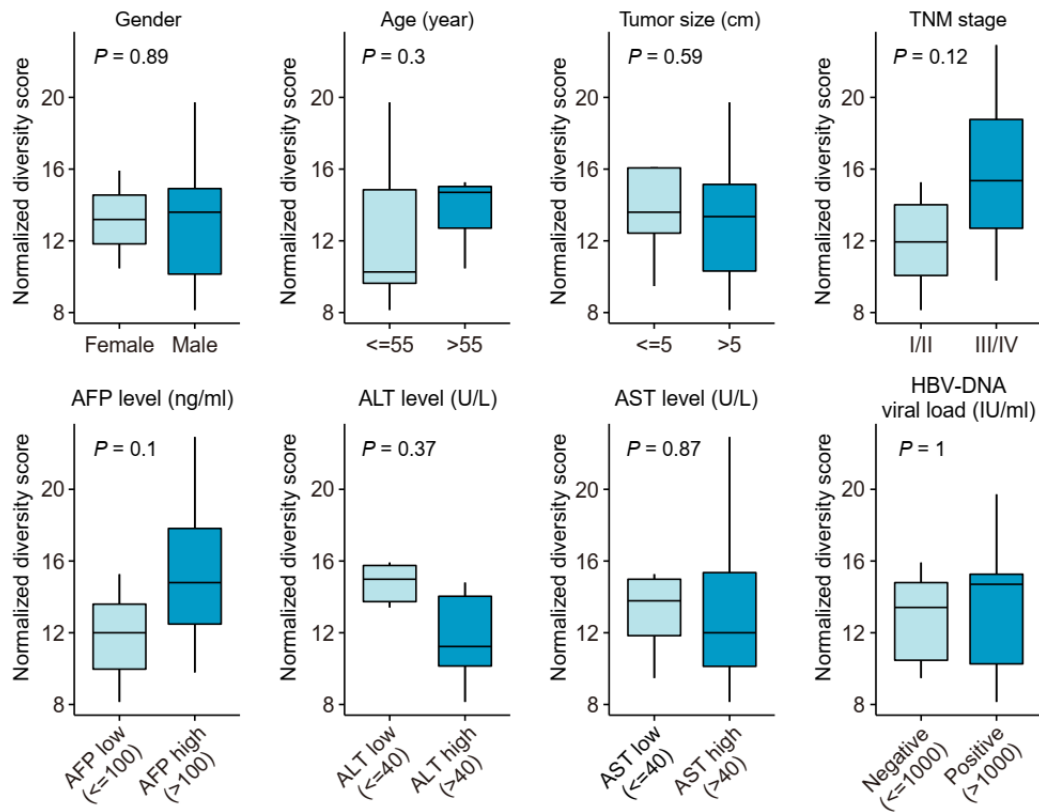 Gender
Normalized diversity score
P = 0.89
20
16
12
8
Female Male
Age (year)
Normalized diversity score
P = 0.3
20
16
12
8
<=55 >55
Tumor size (cm)
Normalized diversity score
P = 0.59
20
16
12
8
<=5 >5
TNM stage
Normalized diversity score
P = 0.12
20
16
12
8
I/II III/IV
AFP level (ng/ml)
Normalized diversity score
P = 0.1
20
16
12
8
AFP low
(<=100)
AFP high
(>100)
ALT level (U/L)
Normalized diversity score
P = 0.37
20
16
12
8
ALT low
(<=40)
ALT high
(>40)
AST level (U/L)
Normalized diversity score
P = 0.87
20
16
12
8
AST low
(<=40)
AST high
(>40)
HBV-DNA
viral load (IU/ml)
Normalized diversity score
P = 1
20
16
12
8
Negative
(<=1000)
Positive
(>1000)